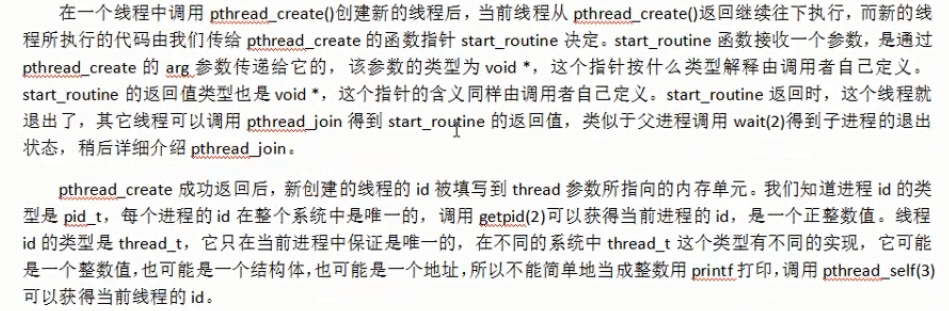 在一个线程中调用 pthread_create()创建新的线程后，当前线程从 pthread_create()返回继续往下执行，而新的线
程所执行的代码由我们传给 pthread_create 的函数指针 start_routine 决定。start_routine 函数接收一个参数，是通过
pthread_create 的 arg 参数传递给它的，该参数的类型为 void *，这个指针按什么类型解释由调用者自己定义。
start_routine 的返回值类型也是 void *，这个指针的含义同样由调用者自己定义。start_routine 返回时，这个线程就
退出了，其它线程可以调用 pthread_join 得到 start_routine 的返回值，类似于父进程调用 wait(2)得到子进程的退出
状态，稍后详细介绍 pthread_join。
pthread_create 成功返回后，新创建的线程的 id 被填写到 thread 参数所指向的内存单元。我们知道进程 id 的类
型是 pid_t，每个进程的 id 在整个系统中是唯一的，调用 getpid(2)可以获得当前进程的 id，是一个正整数值。线程
id 的类型是 thread_t，它只在当前进程中保证是唯一的，在不同的系统中 thread_t 这个类型有不同的实现，它可能
是一个整数值，也可能是一个结构体，也可能是一个地址，所以不能简单地当成整数用 printf 打印，调用 pthread_self(3)
可以获得当前线程的 id。